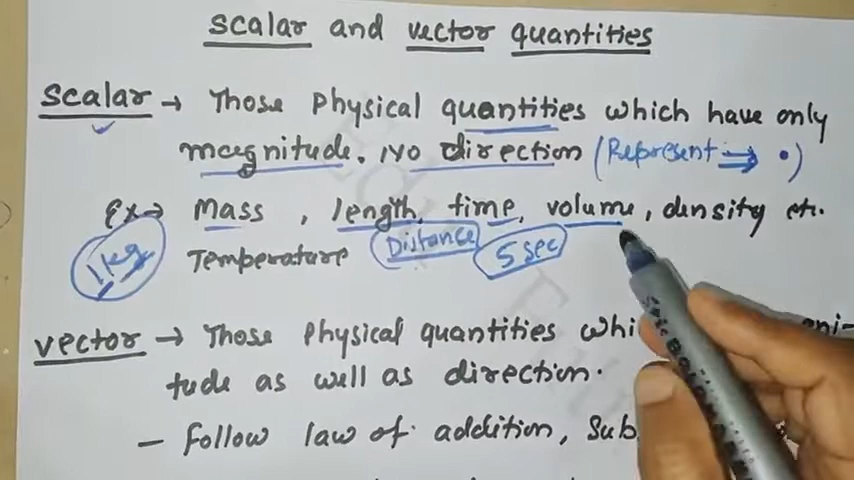 scalar and vector quantities
scalar → Those Physical quantities which have only
magnitude. No direction (Represent → •)
Ex → Mass, length, time, volume, density etc.
1kg Temperature Distance 5 sec
vector → Those Physical quantities
tude as well as direction.
– Follow law of addition,